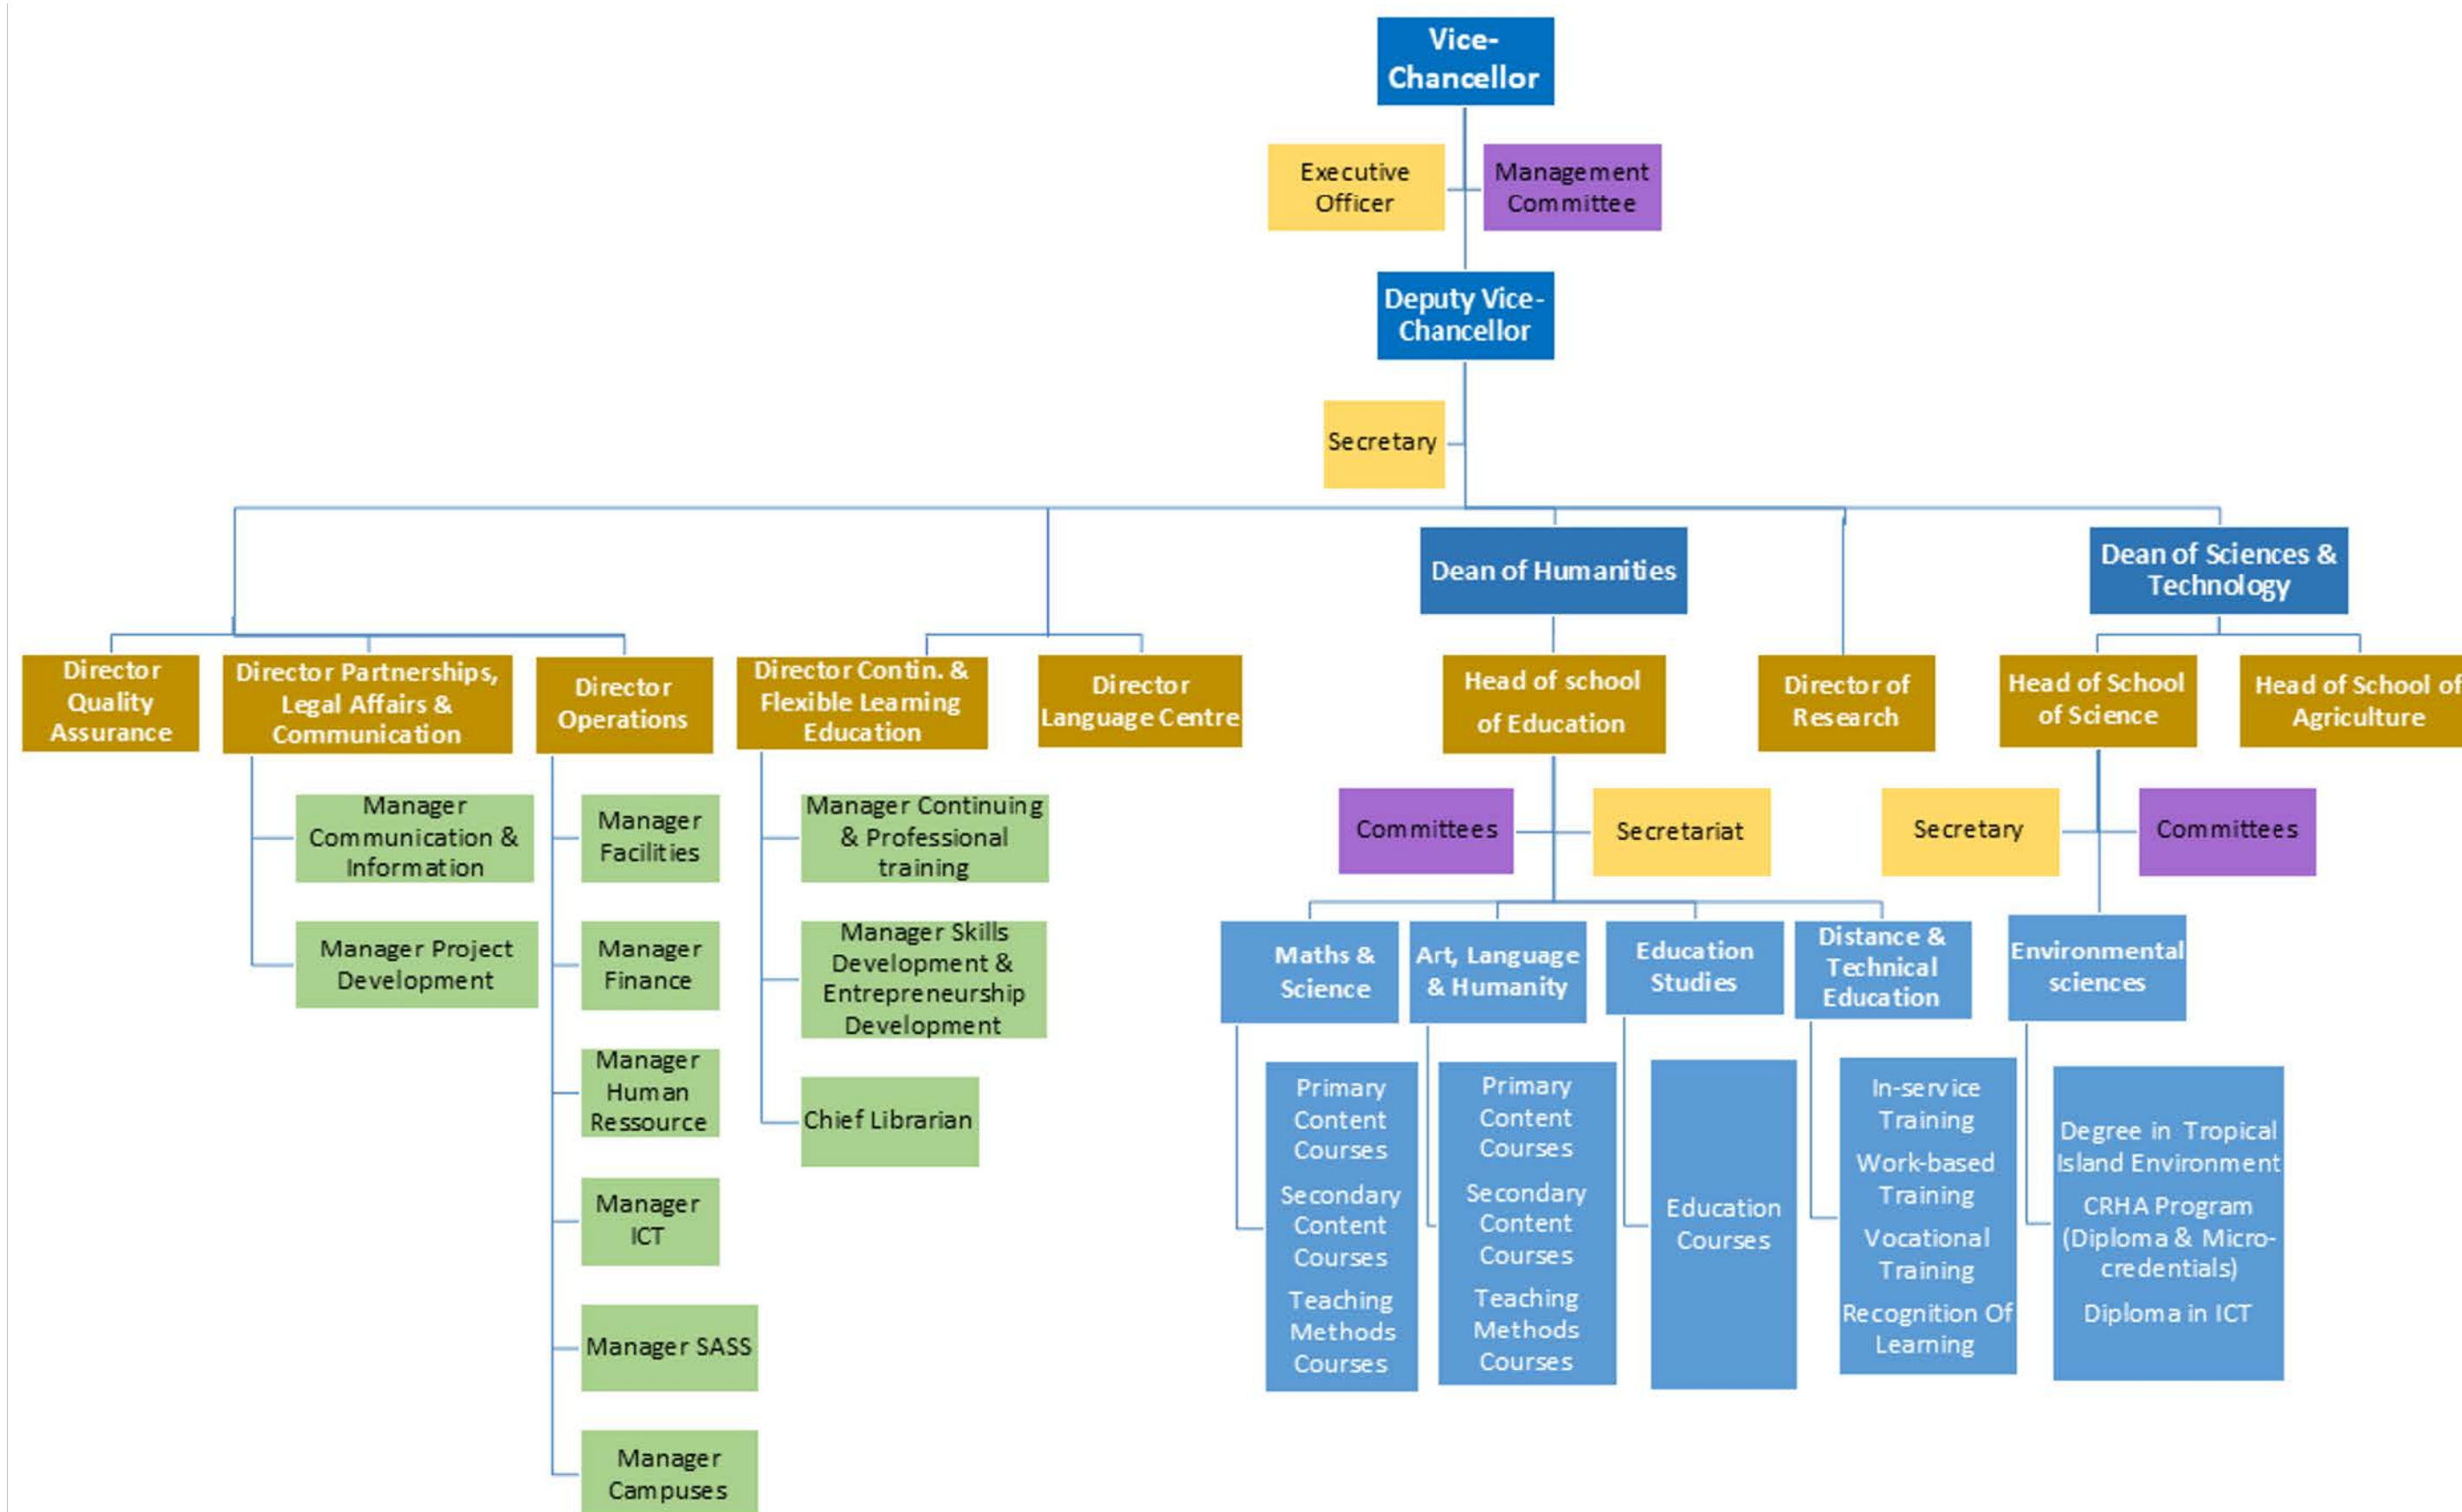 Vice-
Chancellor
Executive
Officer
Management
Committee
Deputy Vice-
Chancellor
Secretary
Dean of Humanities
Dean of Sciences &
Technology
Director
Quality
Assurance
Director Partnerships,
Legal Affairs &
Communication
Director
Operations
Director Contin. &
Flexible Learning
Education
Director
Language Centre
Head of school
of Education
Director of
Research
Head of School
of Science
Head of School of
Agriculture
Manager
Communication &
Information
Manager Project
Development
Manager
Facilities
Manager
Finance
Manager
Human
Ressource
Manager
ICT
Manager SASS
Manager
Campuses
Manager Continuing
& Professional
training
Manager Skills
Development &
Entrepreneurship
Development
Chief Librarian
Committees
Secretariat
Secretary
Committees
Maths &
Science
Art, Language
& Humanity
Education
Studies
Distance &
Technical
Education
Environmental
sciences
Primary
Content
Courses
Secondary
Content
Courses
Teaching
Methods
Courses
Primary
Content
Courses
Secondary
Content
Courses
Teaching
Methods
Courses
Education
Courses
In-service
Training
Work-based
Training
Vocational
Training
Recognition Of
Learning
Degree in Tropical
Island Environment
CRHA Program
(Diploma & Micro-
credentials)
Diploma in ICT